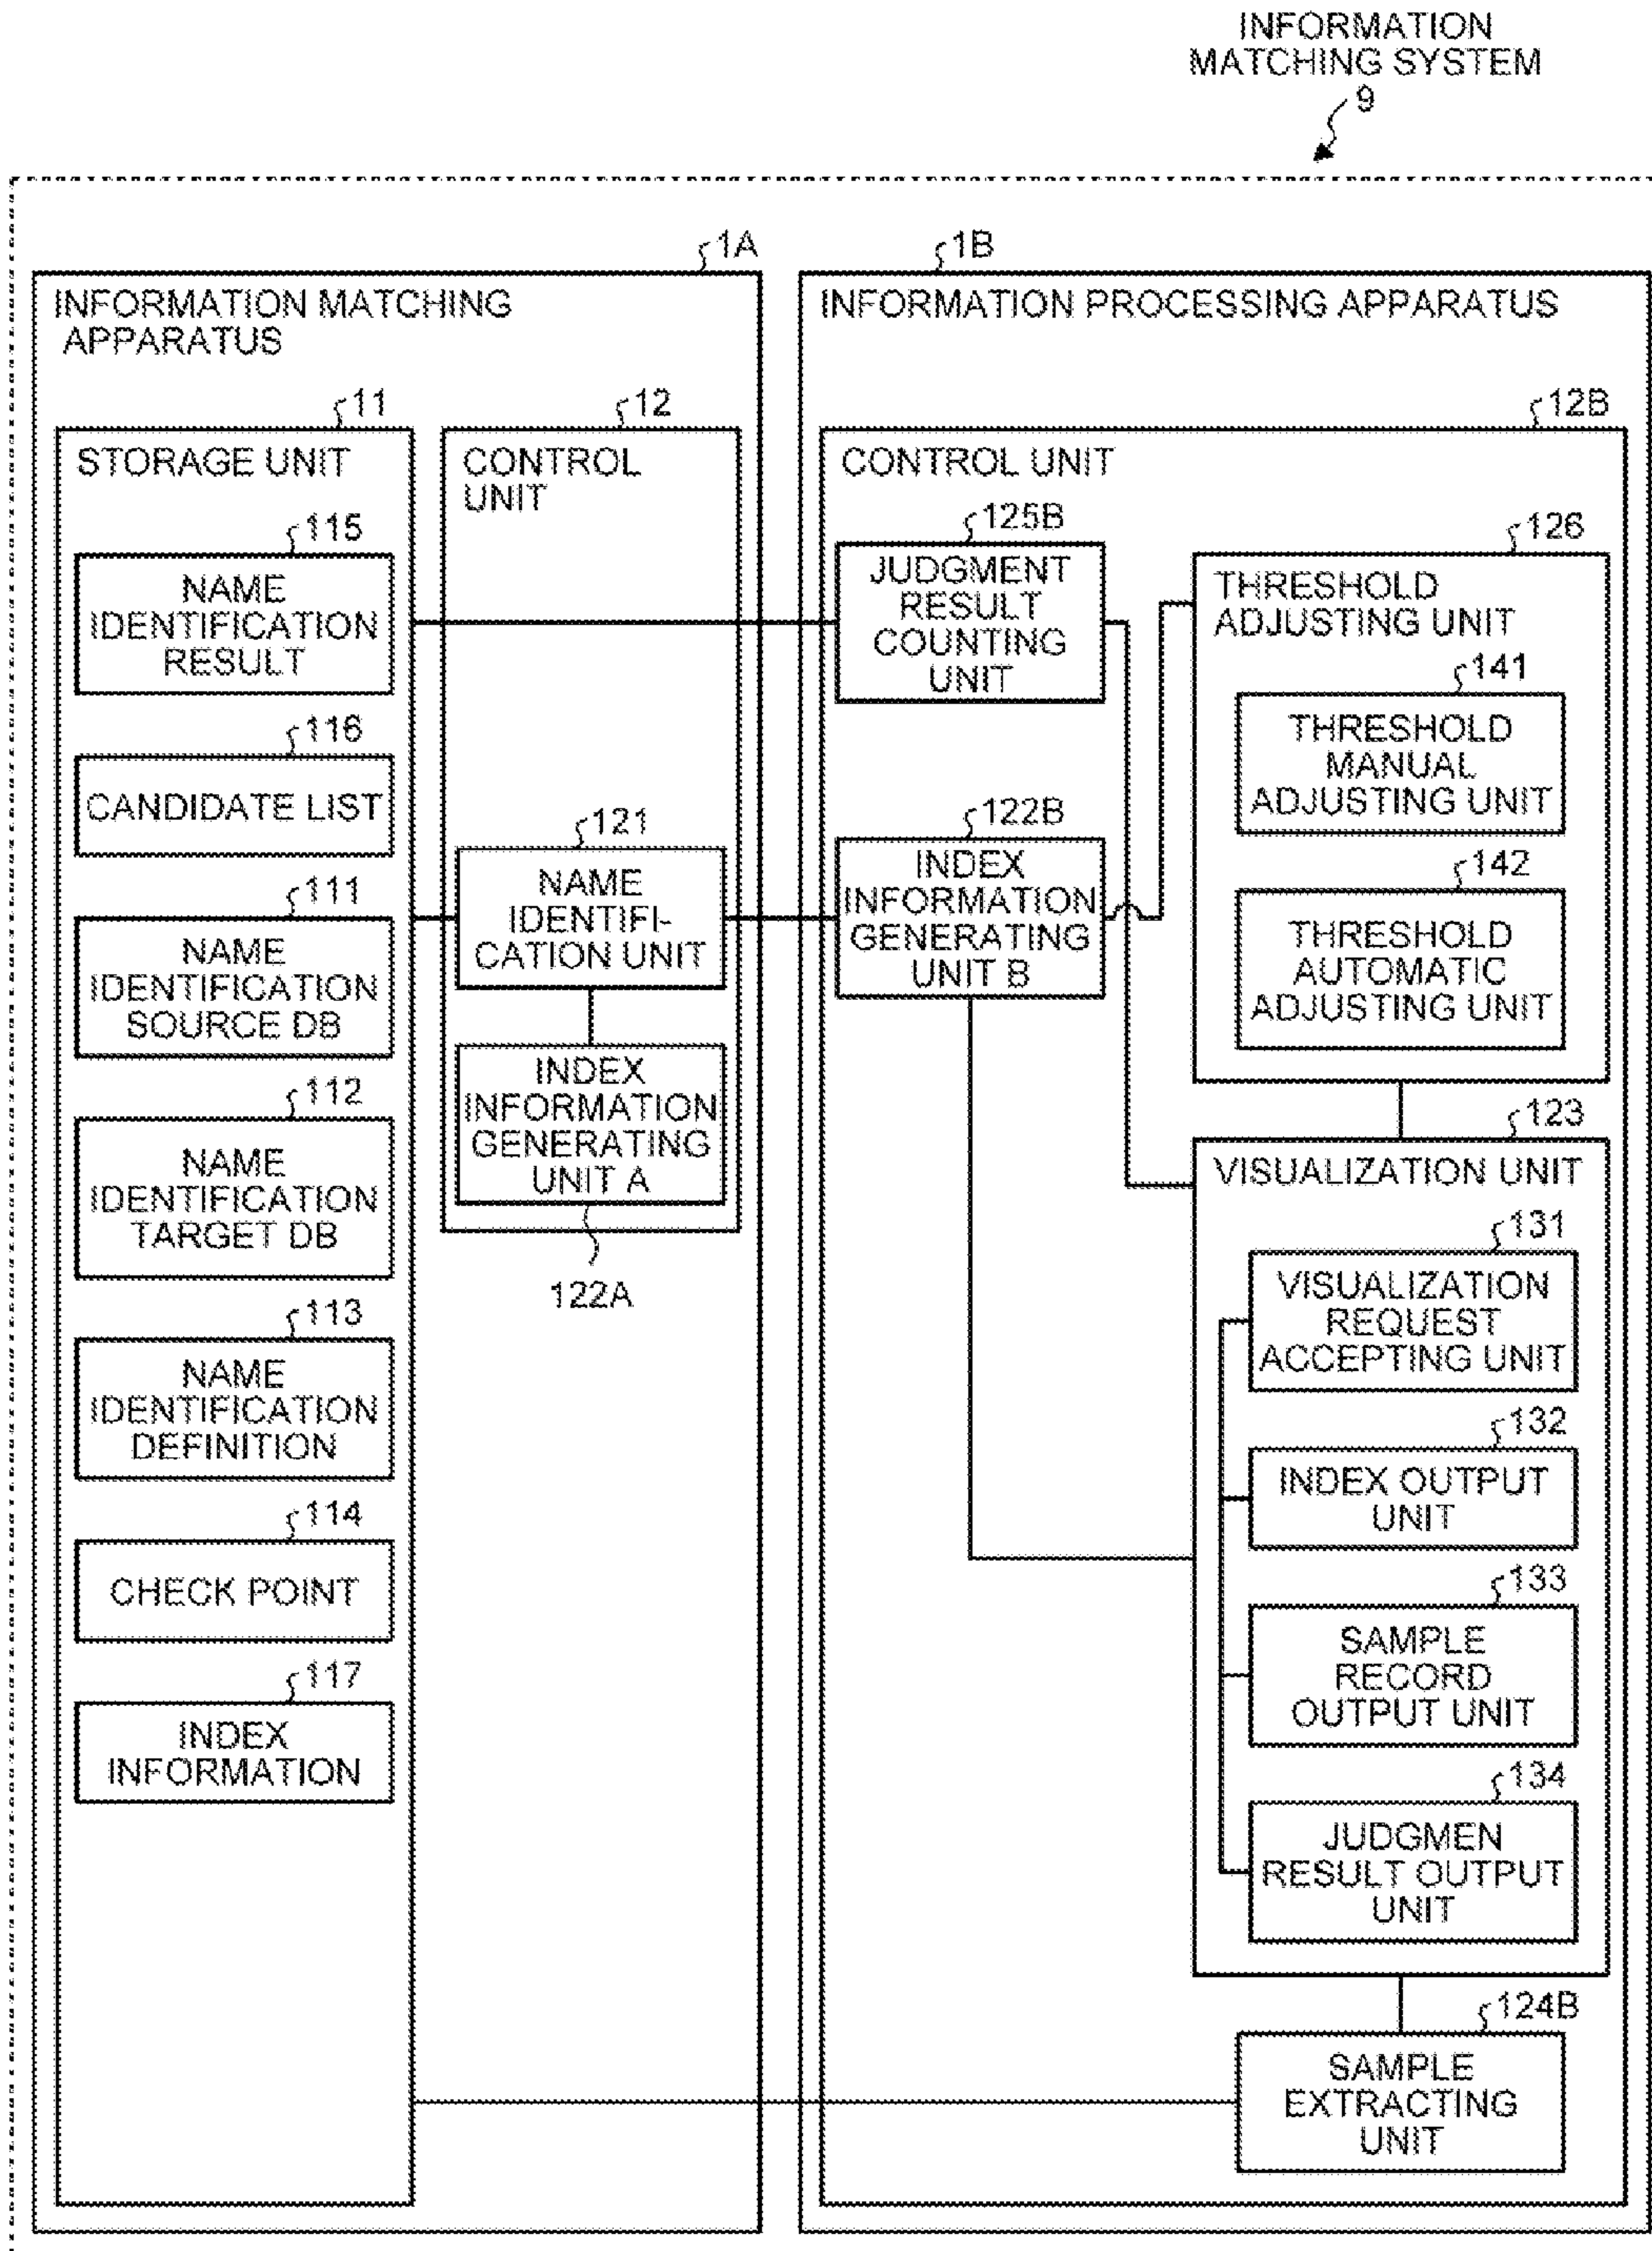 INFORMATION
MATCHING SYSTEM
9
1A
INFORMATION MATCHING
APPARATUS
11
STORAGE UNIT
115
NAME
IDENTIFICATION
RESULT
116
CANDIDATE LIST
111
NAME
IDENTIFICATION
SOURCE DB
112
NAME
IDENTIFICATION
TARGET DB
113
NAME
IDENTIFICATION
DEFINITION
114
CHECK POINT
117
INDEX
INFORMATION
12
CONTROL
UNIT
121
NAME
IDENTIFI-
CATION UNIT
INDEX
INFORMATION
GENERATING
UNIT A
122A
1B
INFORMATION PROCESSING APPARATUS
12B
CONTROL UNIT
125B
JUDGMENT
RESULT
COUNTING
UNIT
122B
INDEX
INFORMATION
GENERATING
UNIT B
126
THRESHOLD
ADJUSTING UNIT
141
THRESHOLD
MANUAL
ADJUSTING UNIT
142
THRESHOLD
AUTOMATIC
ADJUSTING UNIT
123
VISUALIZATION UNIT
131
VISUALIZATION
REQUEST
ACCEPTING UNIT
132
INDEX OUTPUT
UNIT
133
SAMPLE
RECORD
OUTPUT UNIT
134
JUDGMEN
RESULT OUTPUT
UNIT
124B
SAMPLE
EXTRACTING
UNIT